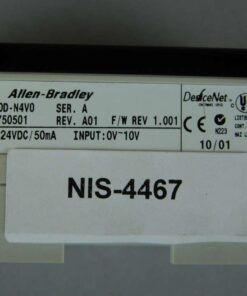 Allen-Bradley
DeviceNet
OD-N4V0 SER. A
750501 REV. A01 F/W REV 1.001
24VDC/50mA INPUT:0V~10V
N223
10/01
NIS-4467